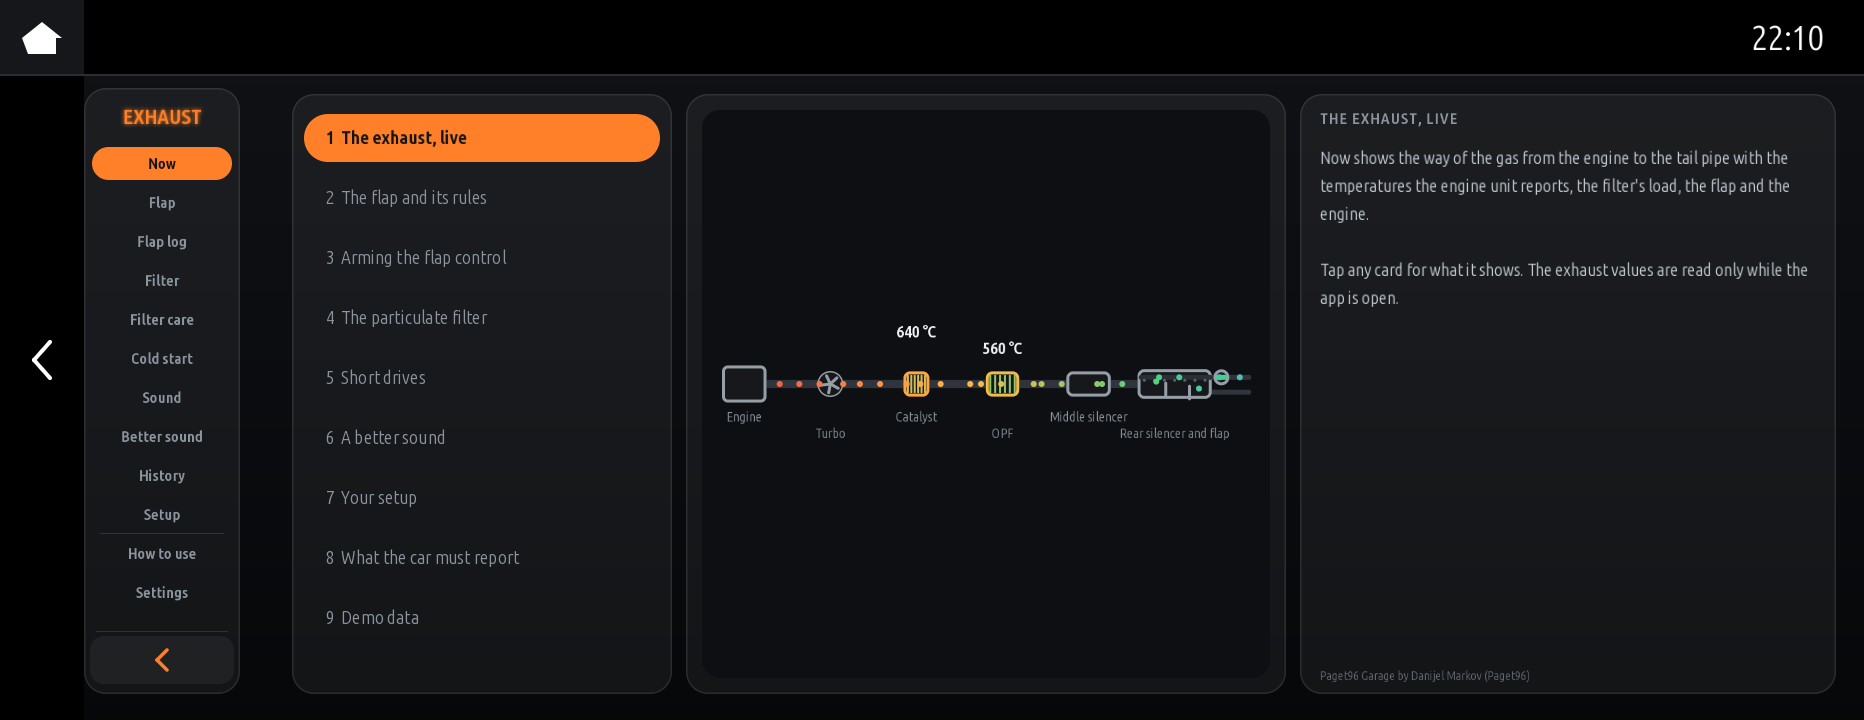 22:10
EXHAUST
Now
Flap
Flap log
Filter
Filter care
Cold start
Sound
Better sound
History
Setup
How to use
Settings
1 The exhaust, live
2 The flap and its rules
3 Arming the flap control
4 The particulate filter
5 Short drives
6 A better sound
7 Your setup
8 What the car must report
9 Demo data
640 °C
560 °C
Engine
Turbo
Catalyst
OPF
Middle silencer
Rear silencer and flap
THE EXHAUST, LIVE
Now shows the way of the gas from the engine to the tail pipe with the
temperatures the engine unit reports, the filter's load, the flap and the
engine.
Tap any card for what it shows. The exhaust values are read only while the
app is open.
Paget96 Garage by Danijel Markov (Paget96)